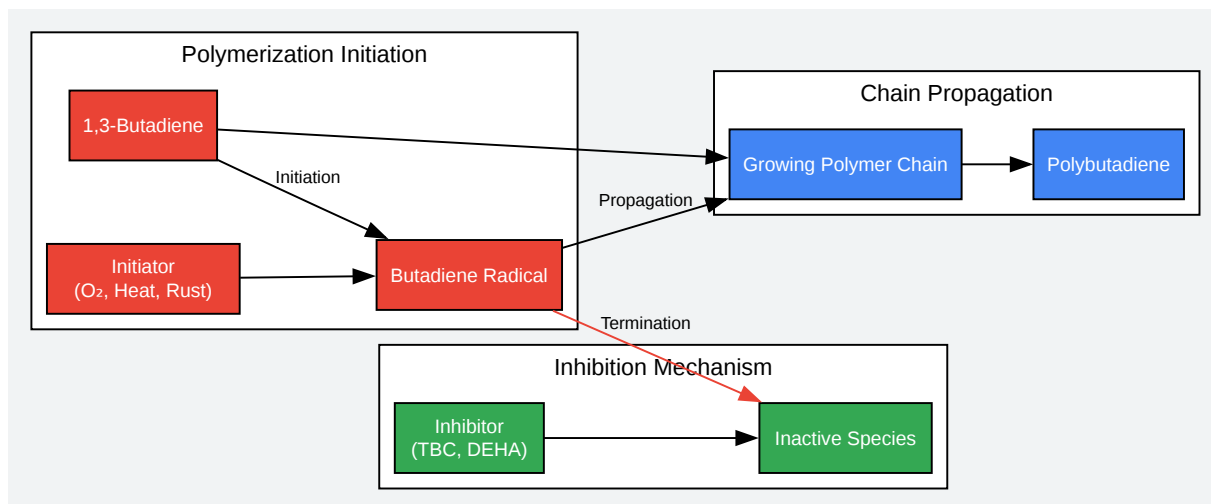 Polymerization Initiation
1,3-Butadiene
Initiation
Initiator
(O₂, Heat, Rust)
Butadiene Radical
Chain Propagation
Growing Polymer Chain
Polybutadiene
Propagation
Termination
Inhibition Mechanism
Inhibitor
(TBC, DEHA)
Inactive Species